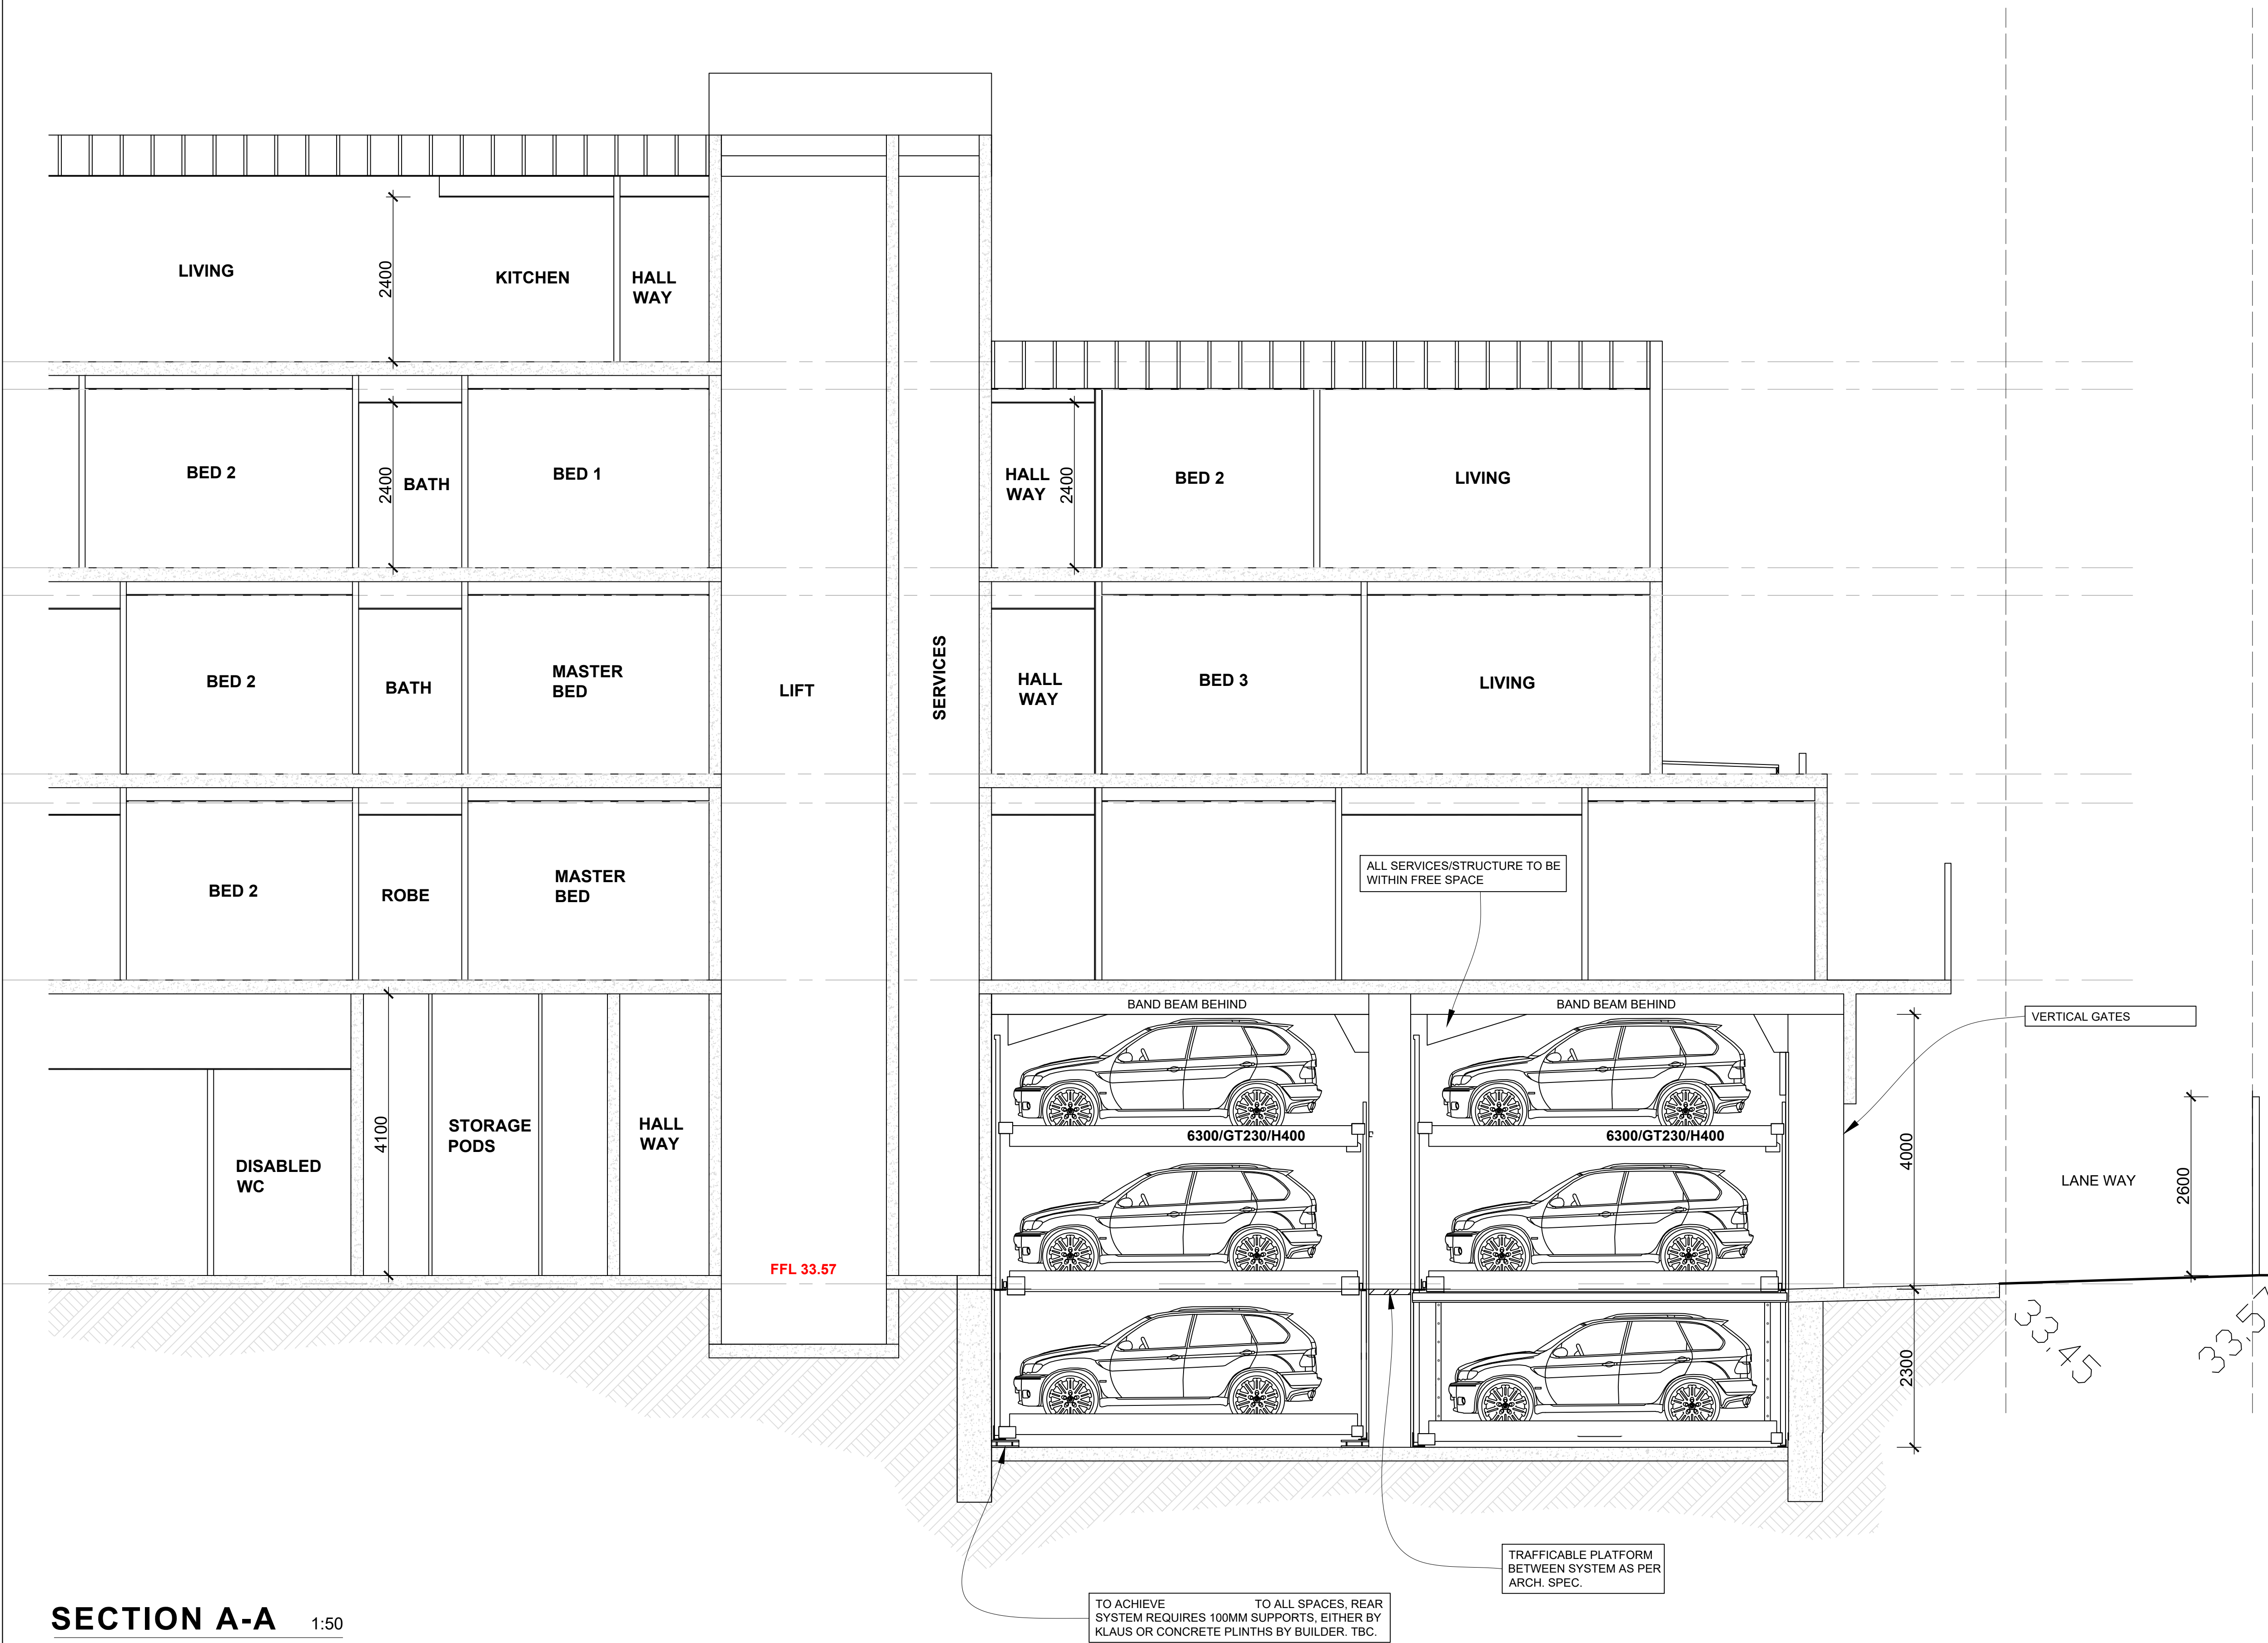 LIVING
2400
KITCHEN
HALL
WAY
BED 2
2400
BATH
BED 1
HALL
WAY
2400
BED 2
LIVING
BED 2
BATH
MASTER
BED
LIFT
SERVICES
HALL
WAY
BED 3
LIVING
BED 2
ROBE
MASTER
BED
ALL SERVICES/STRUCTURE TO BE
WITHIN FREE SPACE
BAND BEAM BEHIND
BAND BEAM BEHIND
VERTICAL GATES
4100
STORAGE
PODS
HALL
WAY
DISABLED
WC
6300/GT230/H400
F
6300/GT230/H400
4000
LANE WAY
2600
FFL 33.57
33.45
33.57
2300
TRAFFICABLE PLATFORM
BETWEEN SYSTEM AS PER
ARCH. SPEC.
TO ACHIEVE TO ALL SPACES, REAR
SYSTEM REQUIRES 100MM SUPPORTS, EITHER BY
KLAUS OR CONCRETE PLINTHS BY BUILDER. TBC.
SECTION A-A 1:50